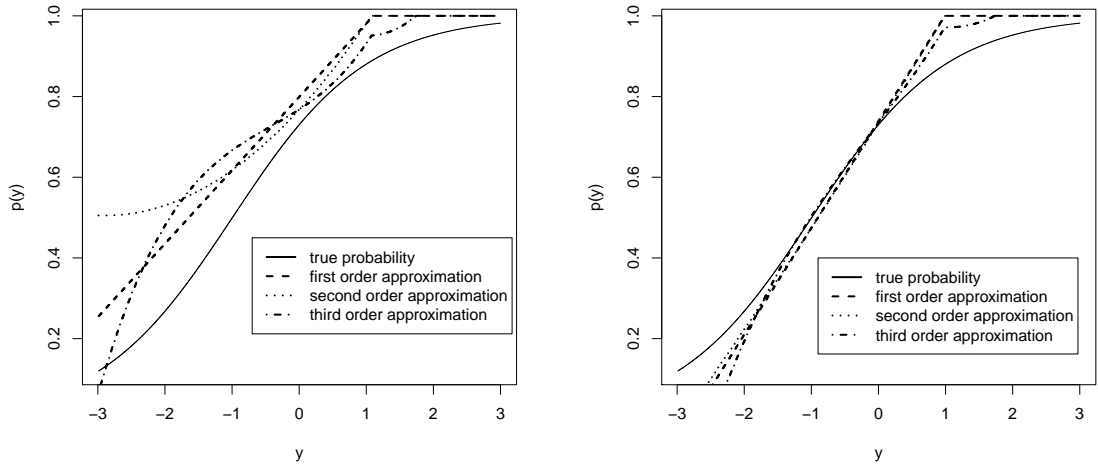 1.0
0.8
0.6
0.4
0.2
p(y)
true probability
first order approximation
second order approximation
third order approximation
−3 −2 −1 0 1 2 3
y
1.0
0.8
0.6
0.4
0.2
p(y)
true probability
first order approximation
second order approximation
third order approximation
−3 −2 −1 0 1 2 3
y